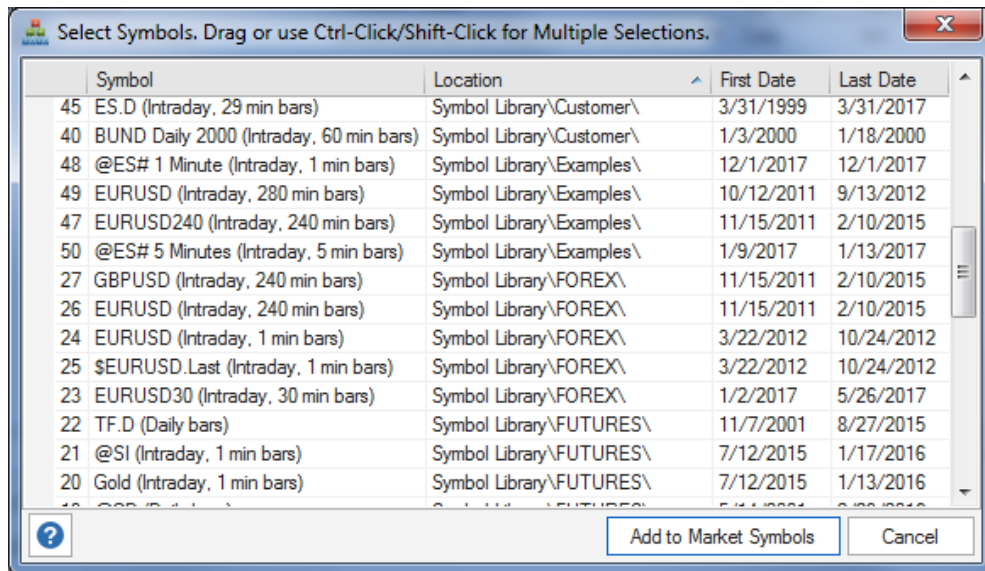 Select Symbols. Drag or use Ctrl-Click/Shift-Click for Multiple Selections.
Symbol Location First Date Last Date
45 ES.D (Intraday, 29 min bars) Symbol Library\Customer\ 3/31/1999 3/31/2017
40 BUND Daily 2000 (Intraday, 60 min bars) Symbol Library\Customer\ 1/3/2000 1/18/2000
48 @ES# 1 Minute (Intraday, 1 min bars) Symbol Library\Examples\ 12/1/2017 12/1/2017
49 EURUSD (Intraday, 280 min bars) Symbol Library\Examples\ 10/12/2011 9/13/2012
47 EURUSD240 (Intraday, 240 min bars) Symbol Library\Examples\ 11/15/2011 2/10/2015
50 @ES# 5 Minutes (Intraday, 5 min bars) Symbol Library\Examples\ 1/9/2017 1/13/2017
27 GBPUSD (Intraday, 240 min bars) Symbol Library\FOREX\ 11/15/2011 2/10/2015
26 EURUSD (Intraday, 240 min bars) Symbol Library\FOREX\ 11/15/2011 2/10/2015
24 EURUSD (Intraday, 1 min bars) Symbol Library\FOREX\ 3/22/2012 10/24/2012
25 $EURUSD.Last (Intraday, 1 min bars) Symbol Library\FOREX\ 3/22/2012 10/24/2012
23 EURUSD30 (Intraday, 30 min bars) Symbol Library\FOREX\ 1/2/2017 5/26/2017
22 TF.D (Daily bars) Symbol Library\FUTURES\ 11/7/2001 8/27/2015
21 @SI (Intraday, 1 min bars) Symbol Library\FUTURES\ 7/12/2015 1/17/2016
20 Gold (Intraday, 1 min bars) Symbol Library\FUTURES\ 7/12/2015 1/13/2016
? Add to Market Symbols Cancel